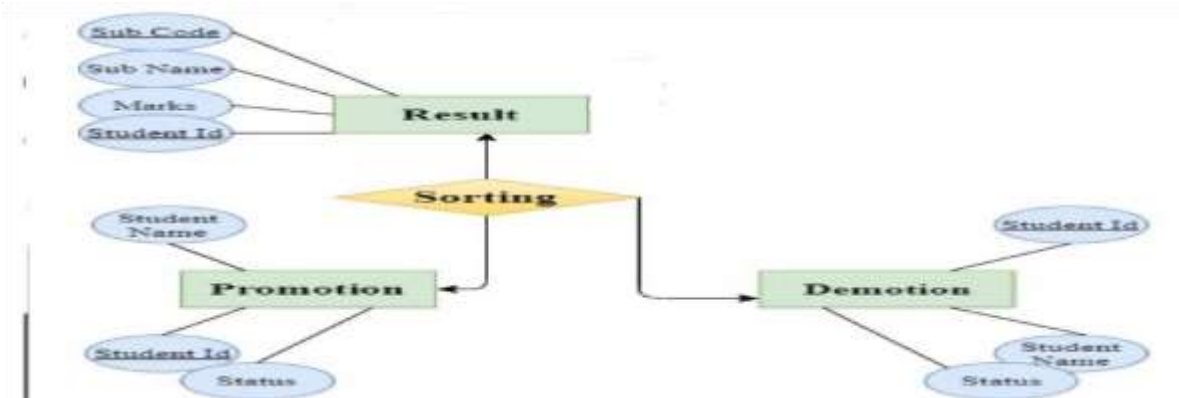 Sub Code
Sub Name
Marks
Student Id
Result
Sorting
Student
Name
Promotion
Student Id
Status
Student Id
Demotion
Student
Name
Status